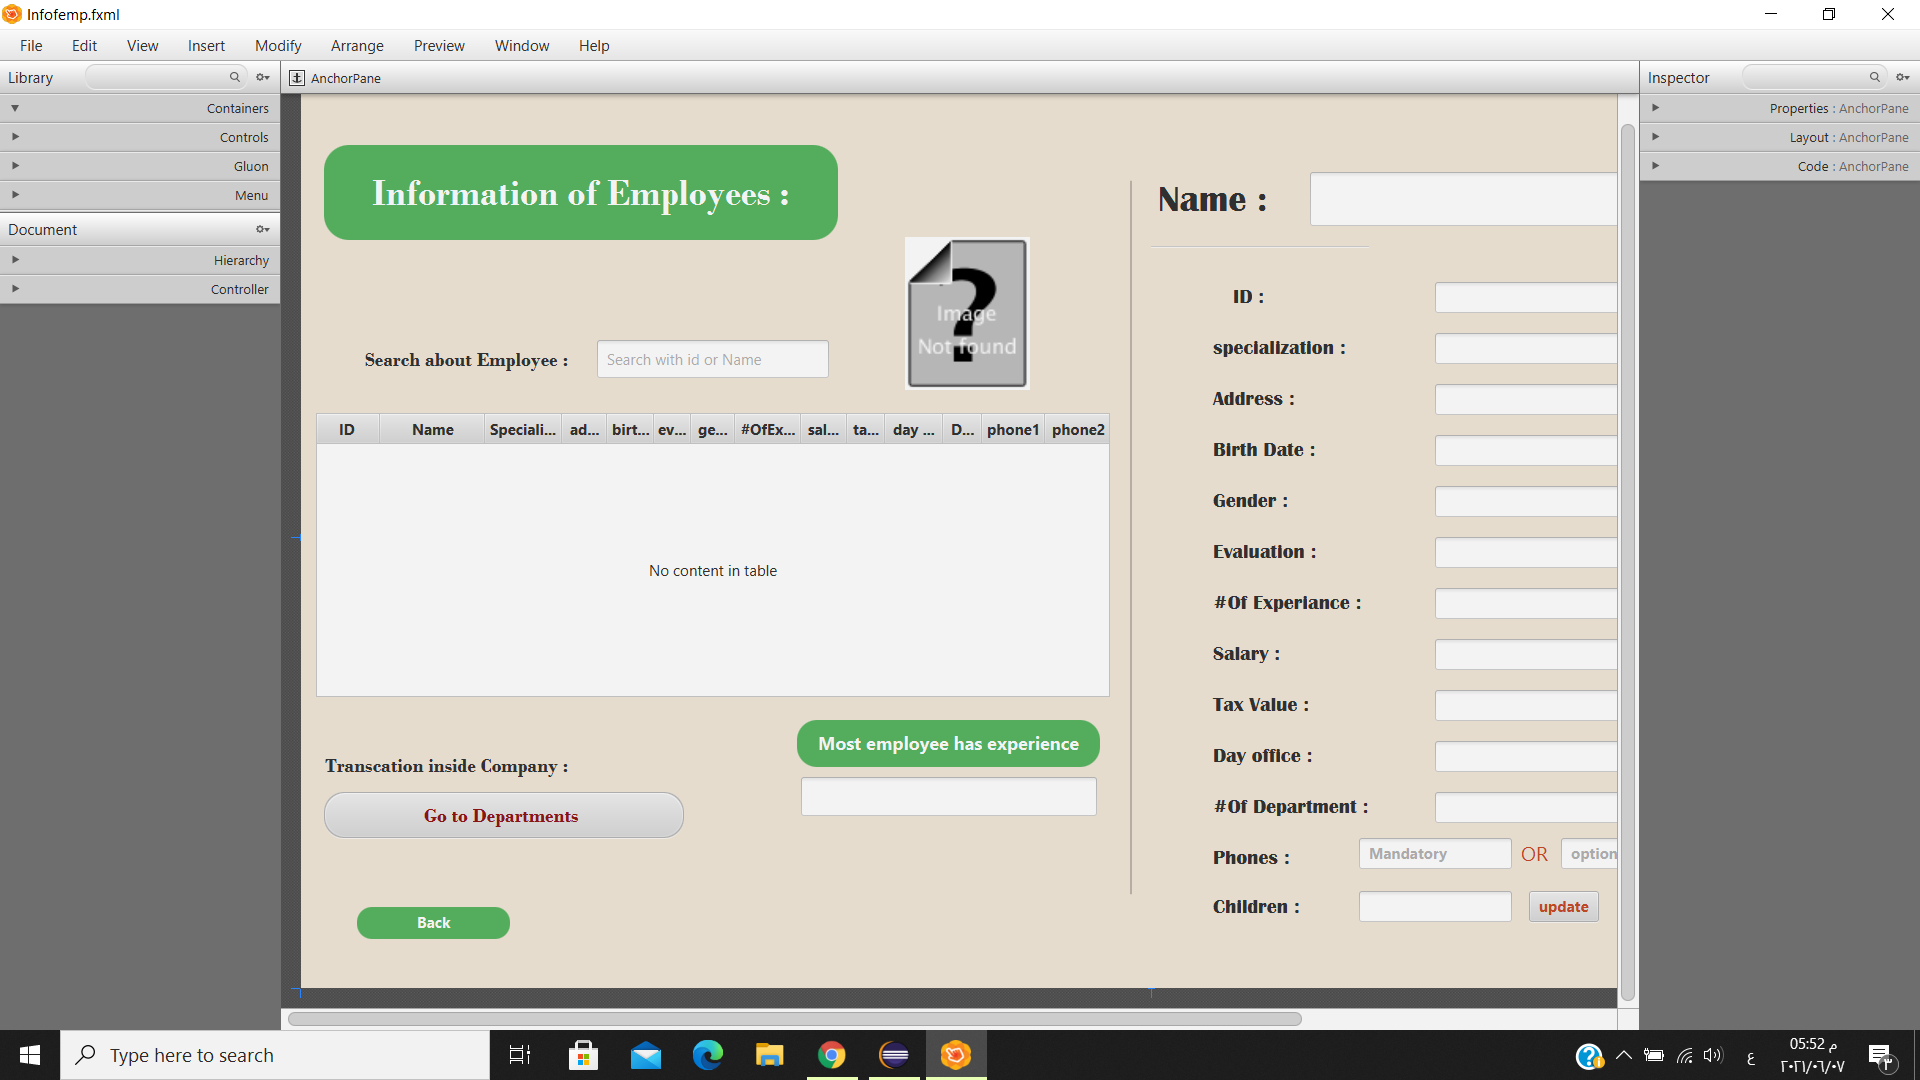 Infofemp.fxml
File Edit View Insert Modify Arrange Preview Window Help
Library
AnchorPane
Inspector
Containers
Controls
Gluon
Menu
Document
Hierarchy
Controller
Properties : AnchorPane
Layout : AnchorPane
Code : AnchorPane
Information of Employees :
Image
Not found
Search about Employee :
Search with id or Name
ID Name Speciali... ad... birt... ev... ge... #OfEx... sal... ta... day ... D... phone1 phone2
No content in table
Most employee has experience
Transcation inside Company :
Go to Departments
Back
Name :
ID :
specialization :
Address :
Birth Date :
Gender :
Evaluation :
#Of Experiance :
Salary :
Tax Value :
Day office :
#Of Department :
Phones : Mandatory OR option
Children : update
Type here to search
ع
05:52 م
٢٠٢١/٠٦/٠٧
٣